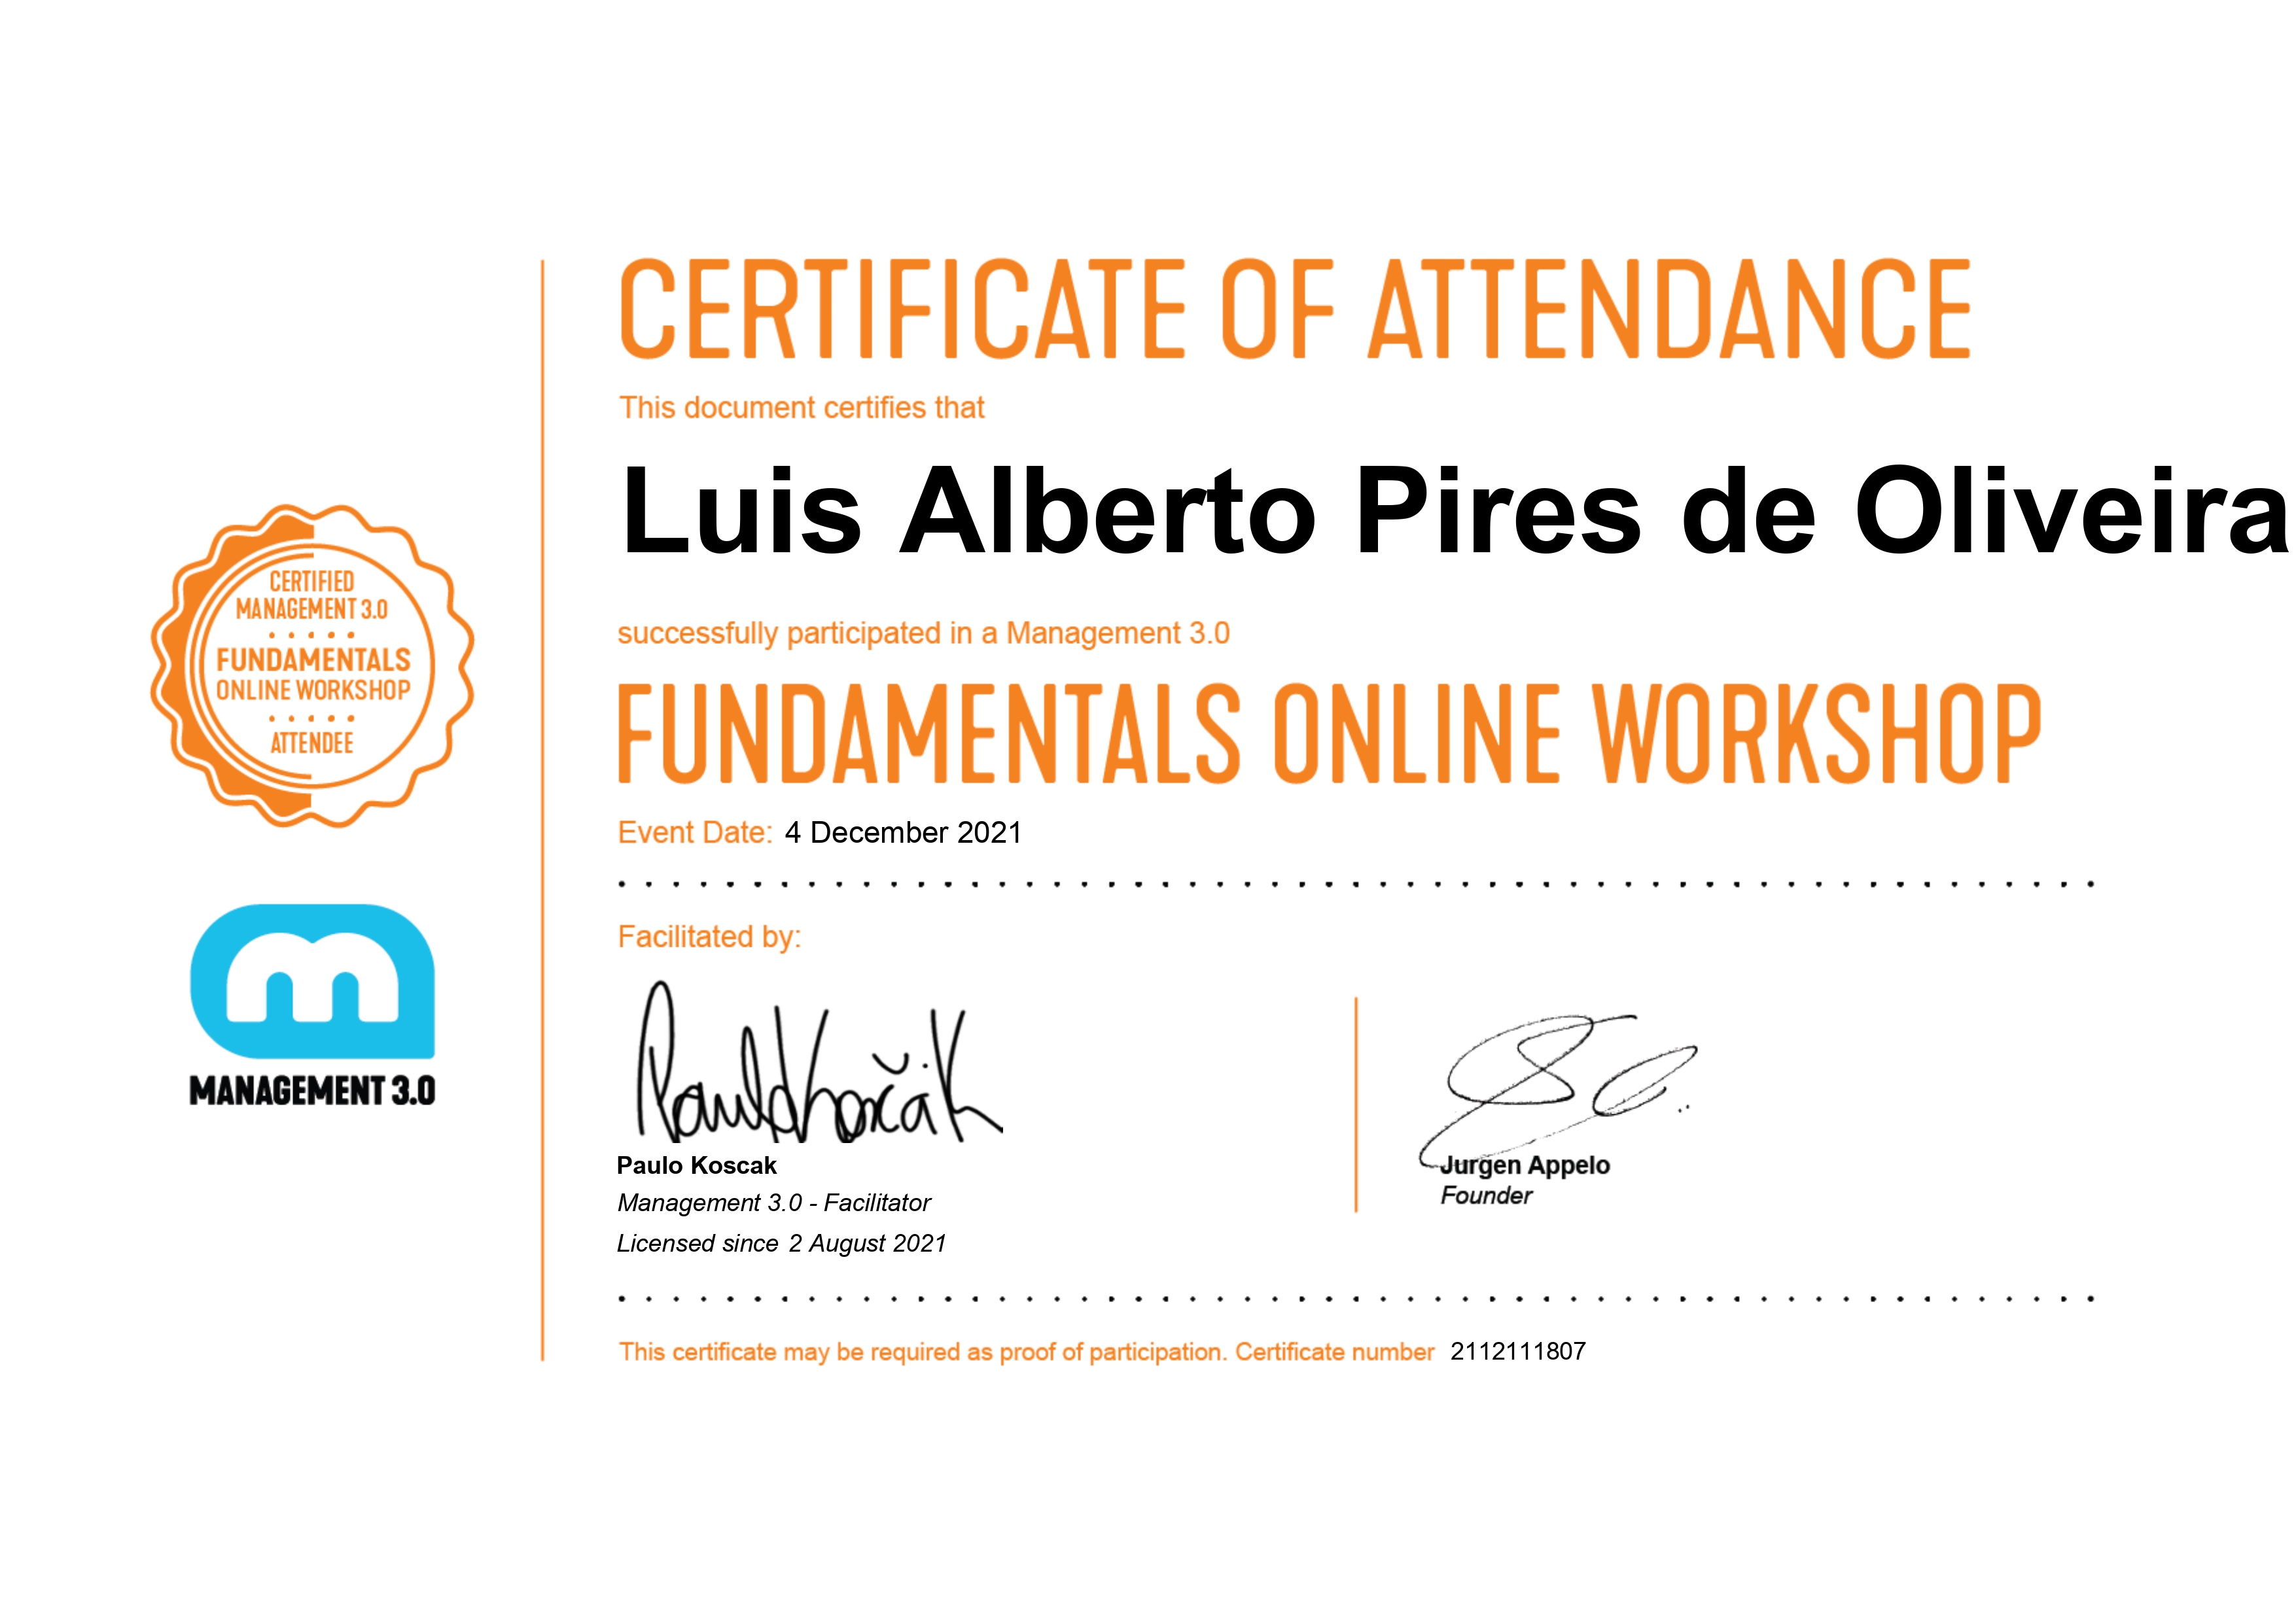 CERTIFICATE OF ATTENDANCE
This document certifies that
Luis Alberto Pires de Oliveira
successfully participated in a Management 3.0
FUNDAMENTALS ONLINE WORKSHOP
Event Date: 4 December 2021
Facilitated by:
Paulo Koščak
Paulo Koscak
Management 3.0 - Facilitator
Licensed since 2 August 2021
Jurgen Appelo
Founder
This certificate may be required as proof of participation. Certificate number 2112111807
CERTIFIED
MANAGEMENT 3.0
FUNDAMENTALS
ONLINE WORKSHOP
ATTENDEE
m
MANAGEMENT 3.0